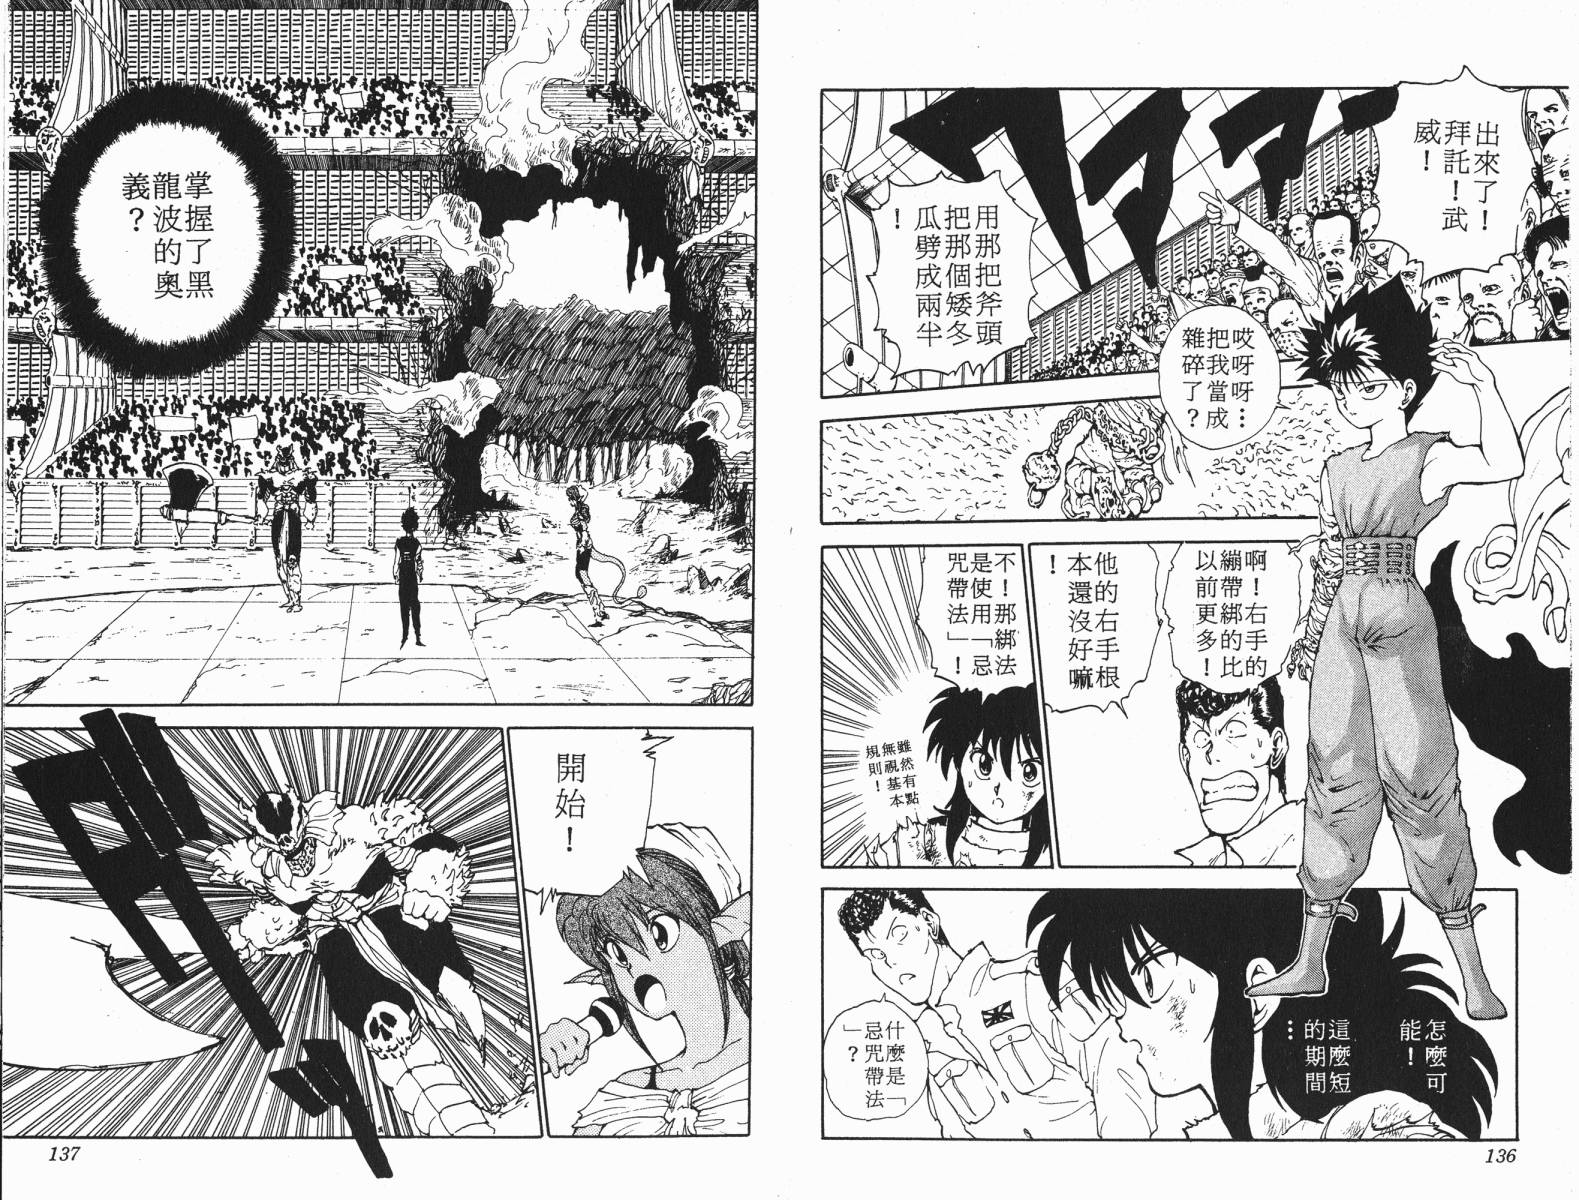 出來了！
拜託！武
威！
用那把斧頭
把那個矮冬
瓜劈成兩半
！
哎呀呀…
把我當成
雜碎了？
啊！右手的
繃帶綁的比
以前更多！
他的右手根
本還沒好嘛
！
不！那綁法
是使用「忌
咒帶法」！
雖然有點
無視基本
規則！
怎麼可
能！
這麼短
的期間
…
什麼是「
忌咒帶法
」？
136
掌握了黑
龍波的奧
義？
開始！
137